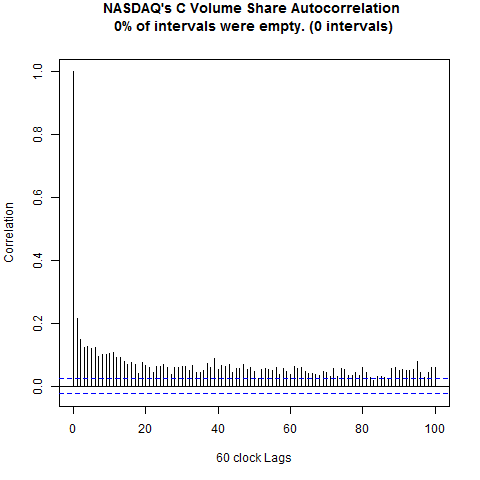 NASDAQ's C Volume Share Autocorrelation
0% of intervals were empty. (0 intervals)
Correlation
1.0
0.8
0.6
0.4
0.2
0.0
0 20 40 60 80 100
60 clock Lags